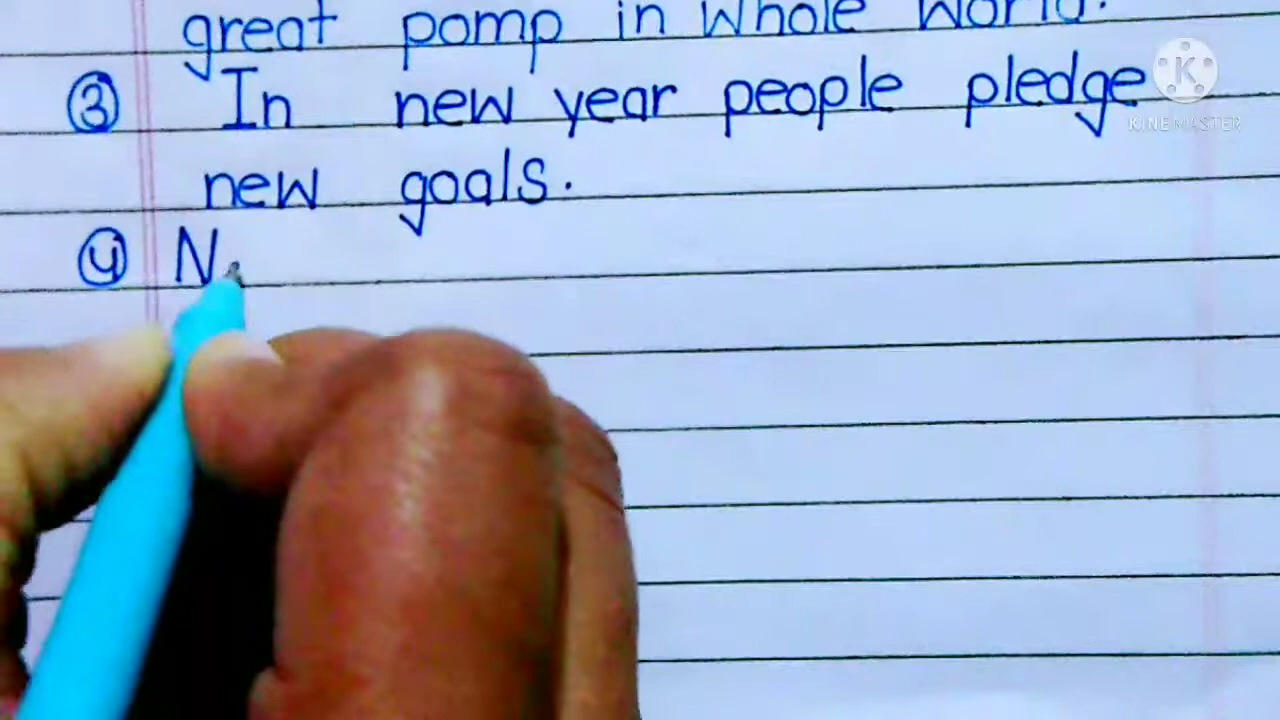 great pomp in whole world.
③ In new year people pledge
new goals.
④ N
K
KINEMASTER